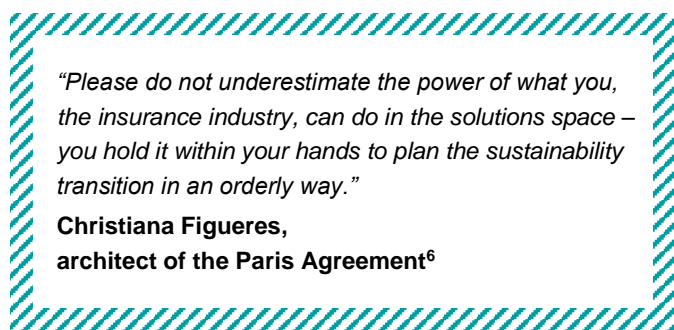 “Please do not underestimate the power of what you,
the insurance industry, can do in the solutions space –
you hold it within your hands to plan the sustainability
transition in an orderly way.”
Christiana Figueres,
architect of the Paris Agreement⁶